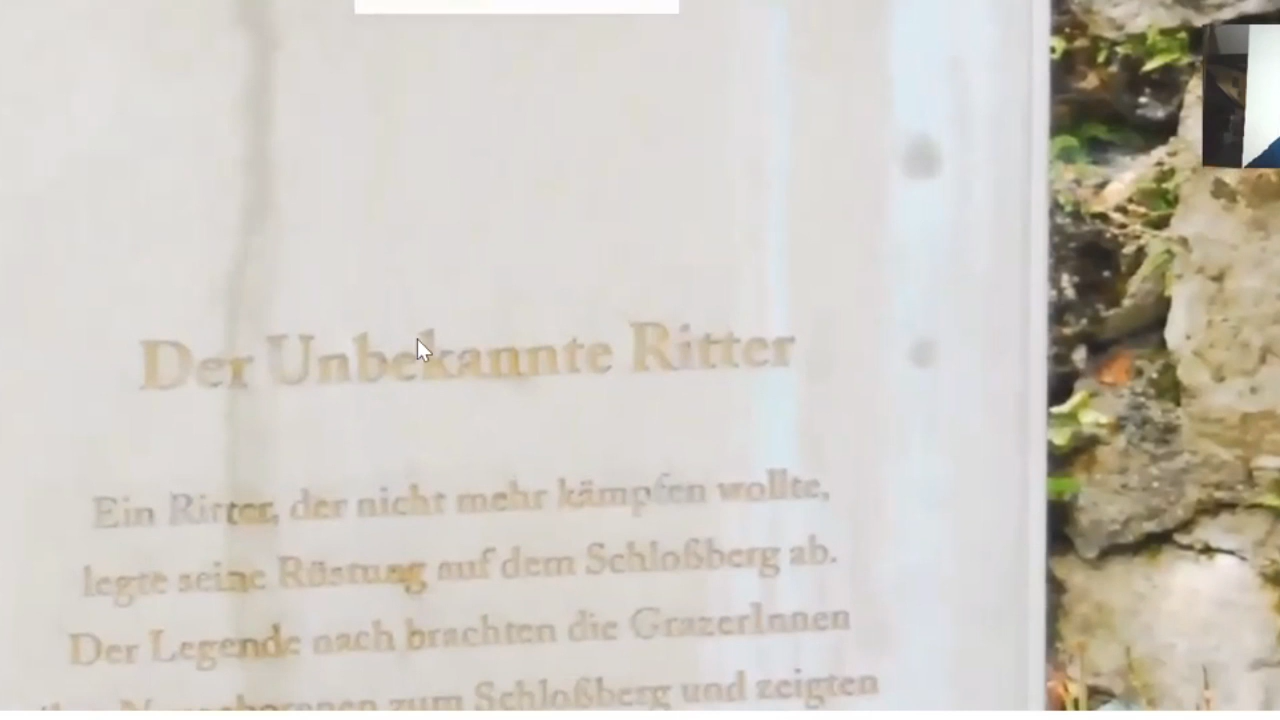 Der Unbekannte Ritter
Ein Ritter, der nicht mehr kämpfen wollte,
legte seine Rüstung auf dem Schloßberg ab.
Der Legende nach brachten die GrazerInnen
zum Schloßberg und zeigten